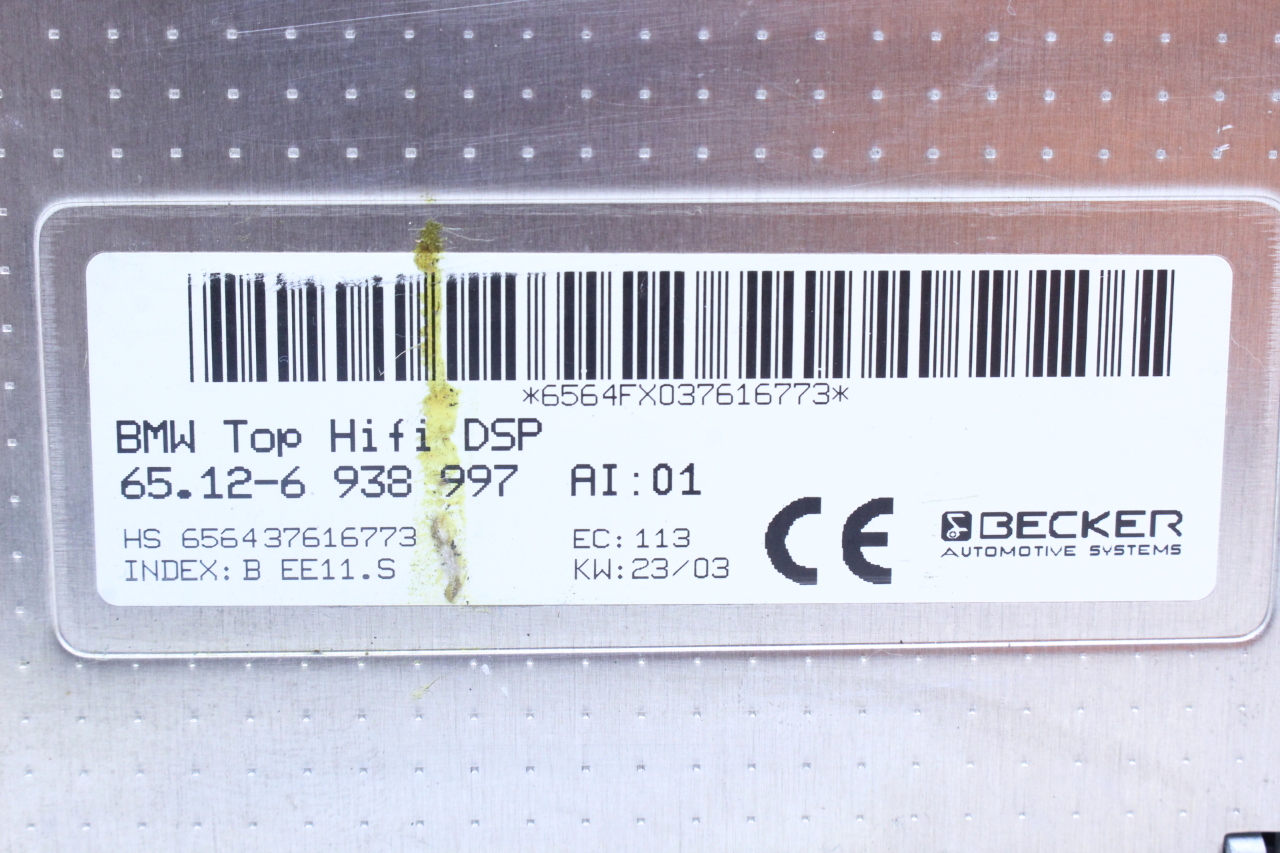 *6564FX037616773*
BMW Top Hifi DSP
65.12-6 938 997 AI:01
HS 656437616773 EC: 113
INDEX: B EE11.S KW:23/03
CE
BECKER
AUTOMOTIVE SYSTEMS